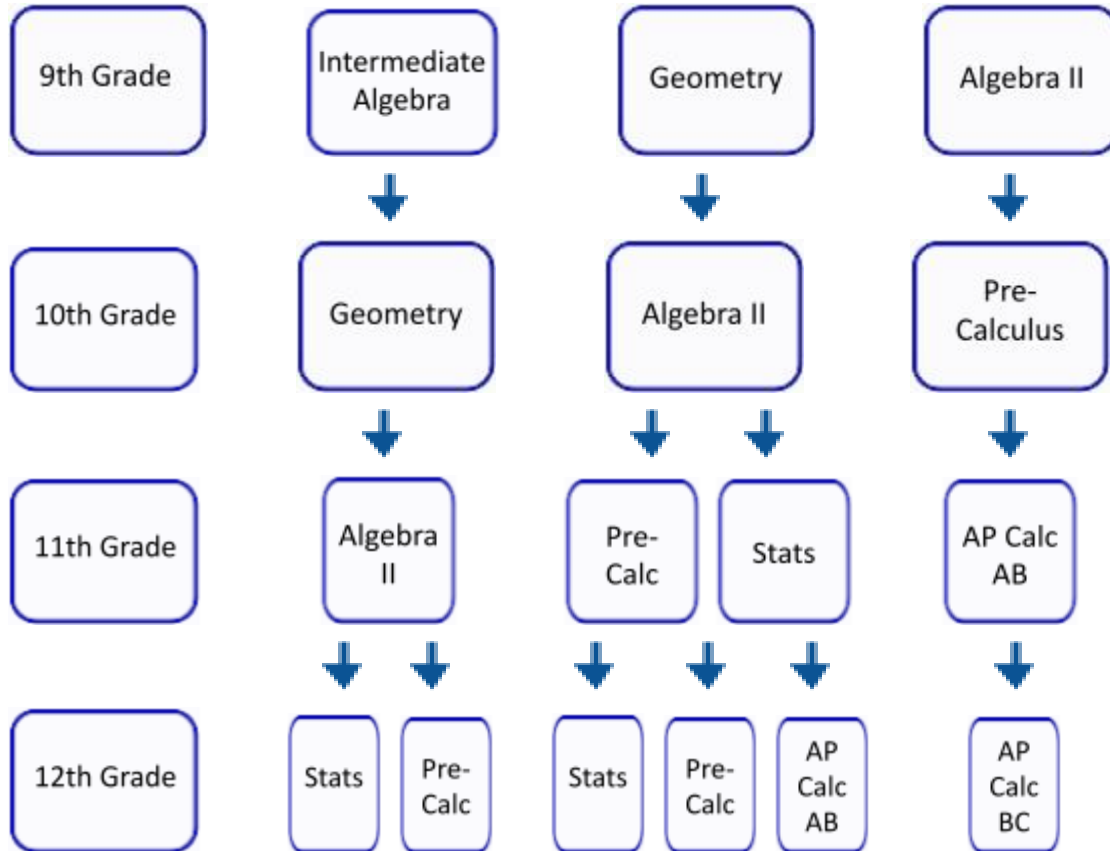 9th Grade
Intermediate
Algebra
Geometry
Algebra II
10th Grade
Geometry
Algebra II
Pre-
Calculus
11th Grade
Algebra
II
Pre-
Calc
Stats
AP Calc
AB
12th Grade
Stats
Pre-
Calc
Stats
Pre-
Calc
AP
Calc
AB
AP
Calc
BC